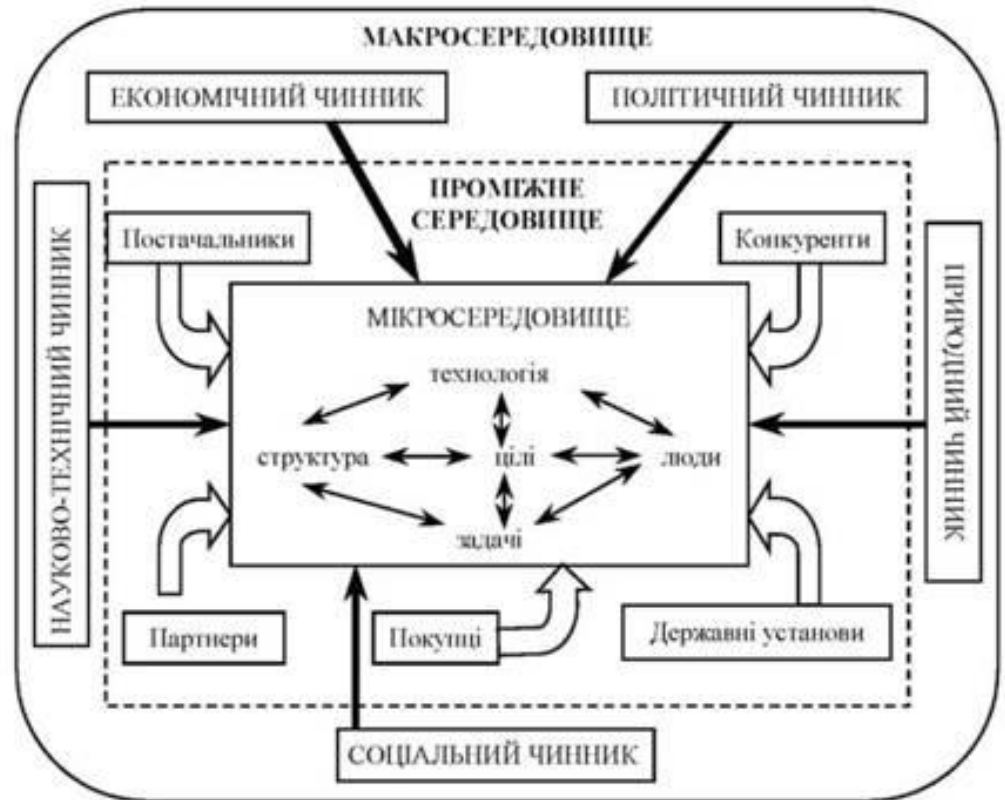 МАКРОСЕРЕДОВИЩЕ
ЕКОНОМІЧНИЙ ЧИННИК
ПОЛІТИЧНИЙ ЧИННИК
ПРОМІЖНЕ
СЕРЕДОВИЩЕ
НАУКОВО-ТЕХНІЧНИЙ ЧИННИК
Постачальники
Конкуренти
ПРИРОДНИЙ ЧИННИК
МІКРОСЕРЕДОВИЩЕ
технологія
структура
цілі
люди
задачі
Партнери
Покупці
Державні установи
СОЦІАЛЬНИЙ ЧИННИК